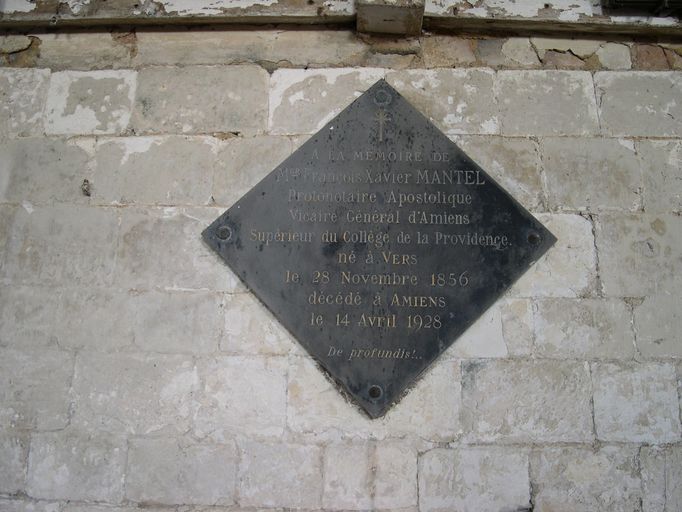 A LA MÉMOIRE DE
Mgr François Xavier MANTEL
Protonotaire Apostolique
Vicaire Général d'Amiens
Supérieur du Collège de la Providence.
né à VERS
le 28 Novembre 1856
décédé à AMIENS
le 14 Avril 1928
De profundis!..